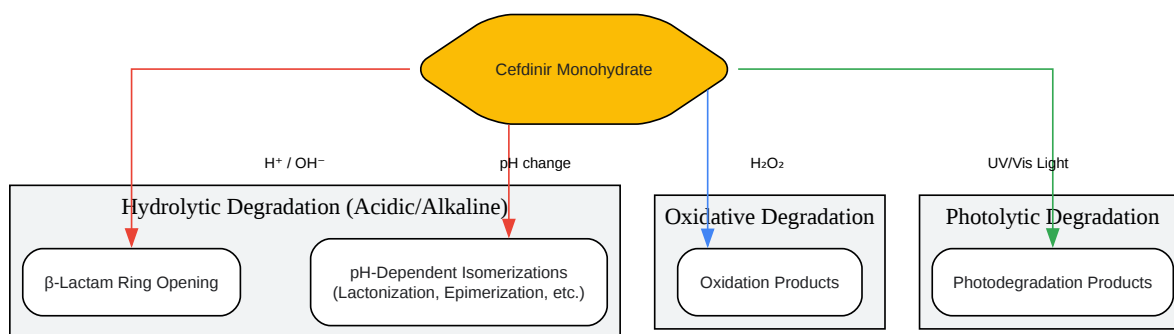 Cefdinir Monohydrate
H⁺ / OH⁻
pH change
H₂O₂
UV/Vis Light
Hydrolytic Degradation (Acidic/Alkaline)
Oxidative Degradation
Photolytic Degradation
β-Lactam Ring Opening
pH-Dependent Isomerizations
(Lactonization, Epimerization, etc.)
Oxidation Products
Photodegradation Products